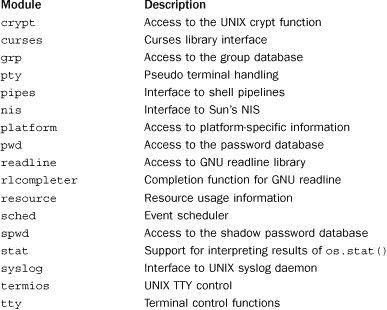 Module Description
crypt Access to the UNIX crypt function
curses Curses library interface
grp Access to the group database
pty Pseudo terminal handling
pipes Interface to shell pipelines
nis Interface to Sun's NIS
platform Access to platform-specific information
pwd Access to the password database
readline Access to GNU readline library
rlcompleter Completion function for GNU readline
resource Resource usage information
sched Event scheduler
spwd Access to the shadow password database
stat Support for interpreting results of os.stat()
syslog Interface to UNIX syslog daemon
termios UNIX TTY control
tty Terminal control functions